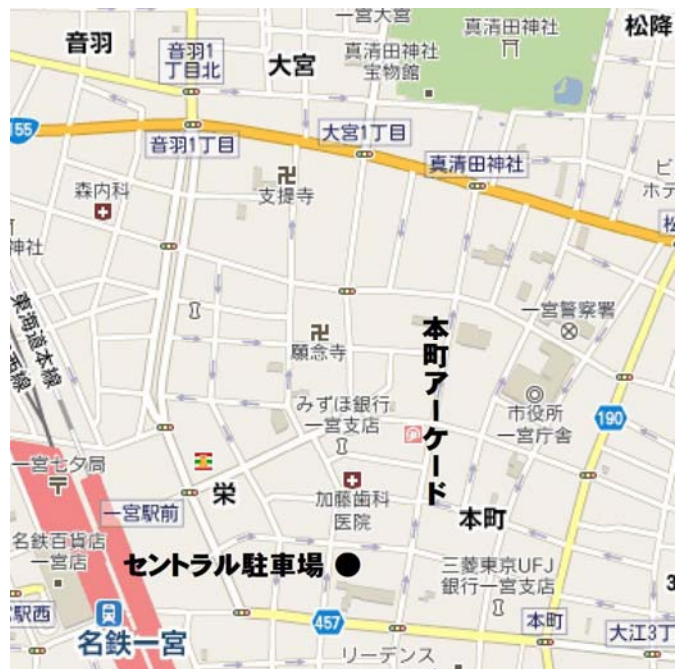 一宮大宮
音羽
松降
真清田神社
音羽1
丁目北
大宮
真清田神社
宝物館
155
音羽1丁目
大宮1丁目
真清田神社
森内科
支提寺
神社
東海道本線
本町アーケード
一宮警察署
願念寺
みずほ銀行
一宮支店
市役所
一宮庁舎
190
一宮七夕局
栄
一宮駅前
加藤歯科
医院
本町
名鉄百貨店
一宮店
セントラル駐車場
三菱東京UFJ
銀行一宮支店
駅西
457
名鉄一宮
本町
大江3丁
リーデンス